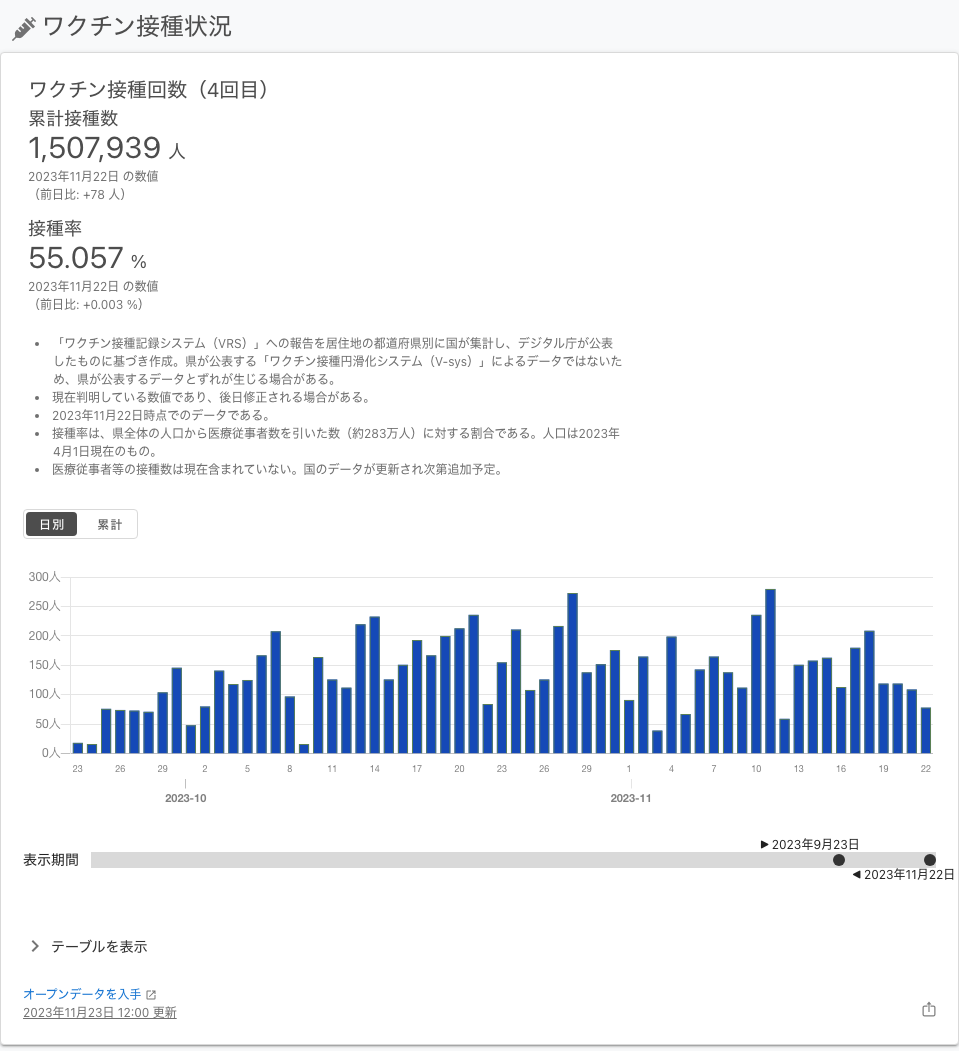 ワクチン接種状況
ワクチン接種回数（4回目）
累計接種数
1,507,939 人
2023年11月22日 の数値
（前日比: +78 人）
接種率
55.057 %
2023年11月22日 の数値
（前日比: +0.003 %）
• 「ワクチン接種記録システム（VRS）」への報告を居住地の都道府県別に国が集計し、デジタル庁が公表
したものに基づき作成。県が公表する「ワクチン接種円滑化システム（V-sys）」によるデータではないた
め、県が公表するデータとずれが生じる場合がある。
• 現在判明している数値であり、後日修正される場合がある。
• 2023年11月22日時点でのデータである。
• 接種率は、県全体の人口から医療従事者数を引いた数（約283万人）に対する割合である。人口は2023年
4月1日現在のもの。
• 医療従事者等の接種数は現在含まれていない。国のデータが更新され次第追加予定。
日別 累計
300人
250人
200人
150人
100人
50人
0人
23 26 29 2 5 8 11 14 17 20 23 26 29 1 4 7 10 13 16 19 22
2023-10 2023-11
▶ 2023年9月23日
表示期間
◀ 2023年11月22日
テーブルを表示
オープンデータを入手
2023年11月23日 12:00 更新